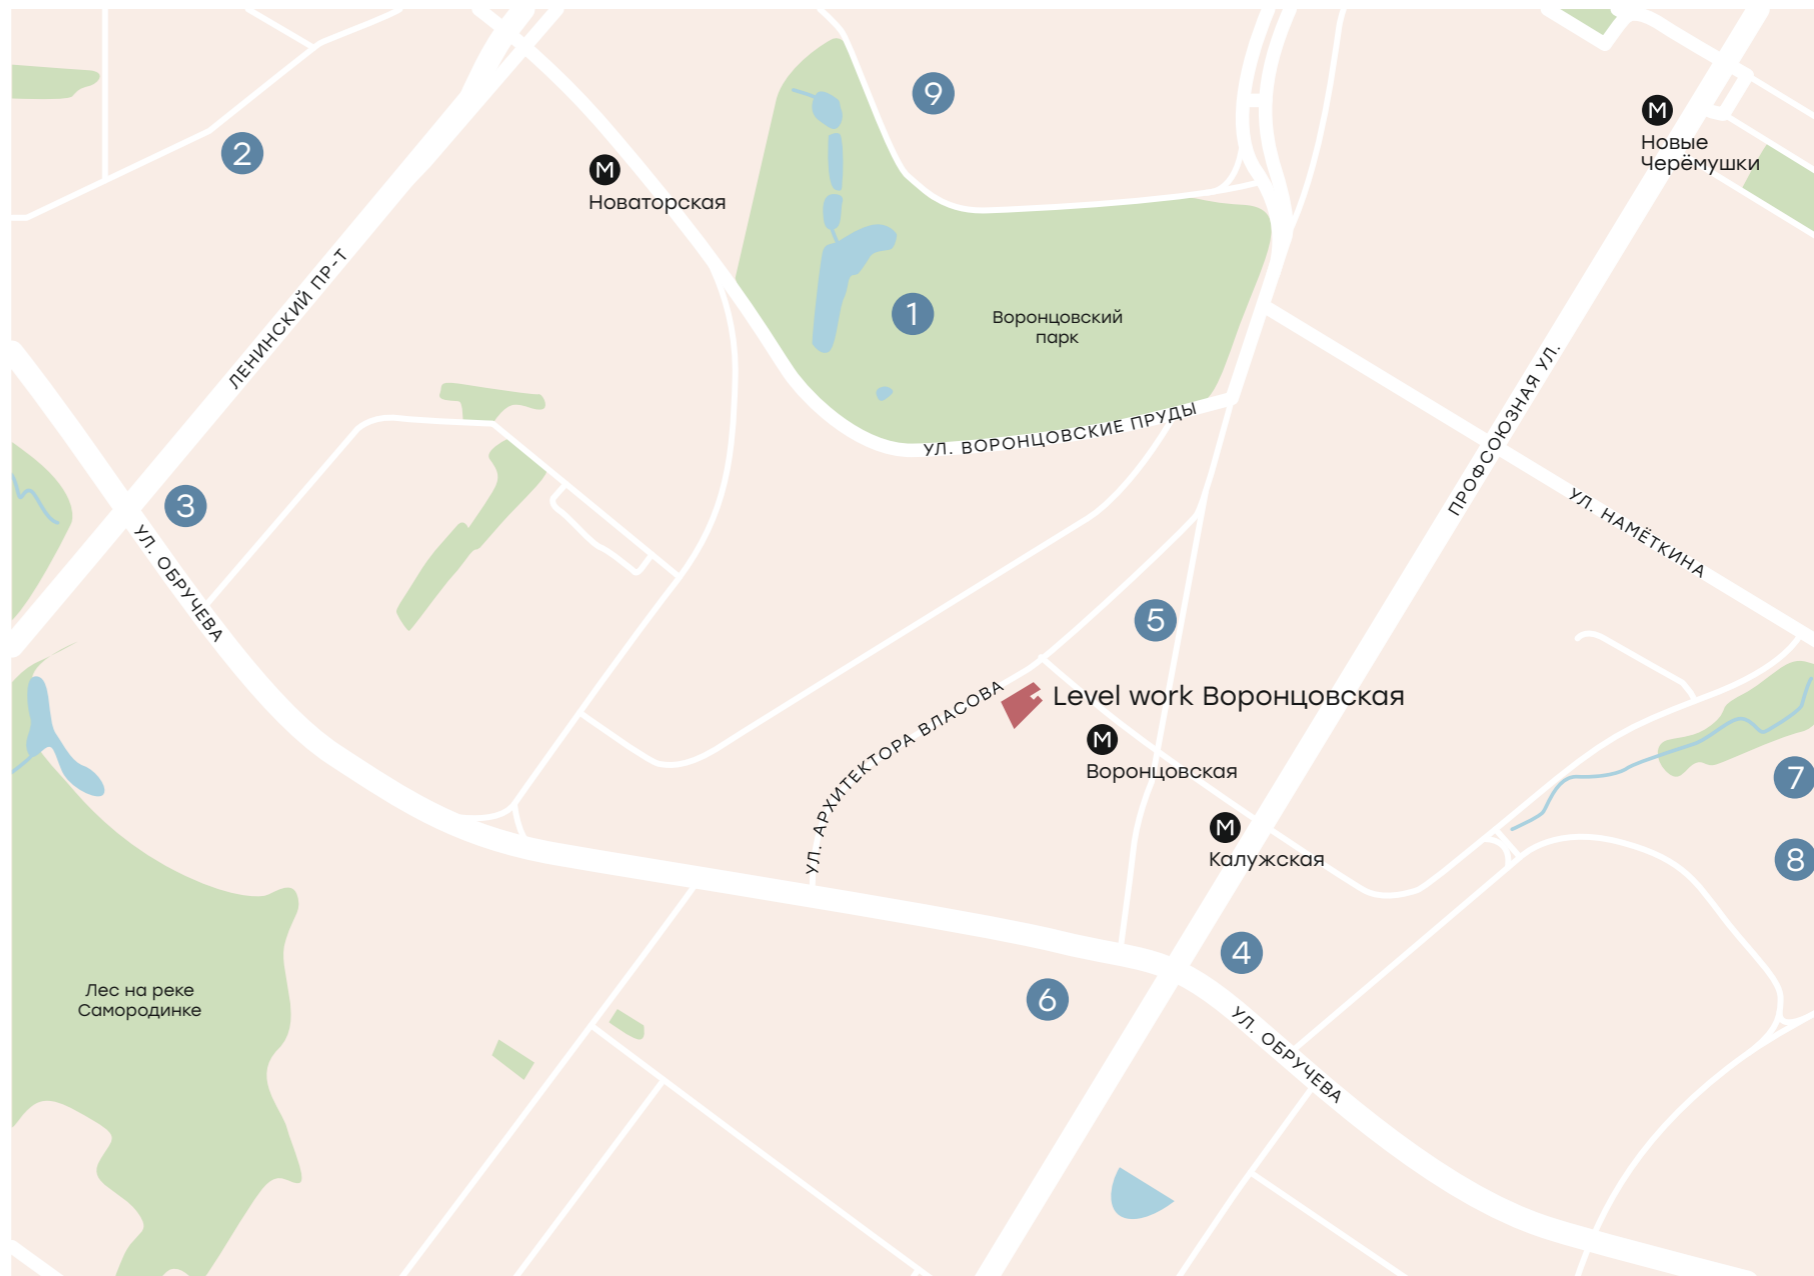 9
М
Новые
Черёмушки
2
М
Новаторская
ЛЕНИНСКИЙ ПР-Т
1
Воронцовский
парк
УЛ. ВОРОНЦОВСКИЕ ПРУДЫ
ПРОФСОЮЗНАЯ УЛ.
УЛ. НАМЁТКИНА
3
УЛ. ОБРУЧЕВА
5
Level work Воронцовская
УЛ. АРХИТЕКТОРА ВЛАСОВА
М
Воронцовская
7
М
Калужская
8
4
6
Лес на реке
Самородинке
УЛ. ОБРУЧЕВА